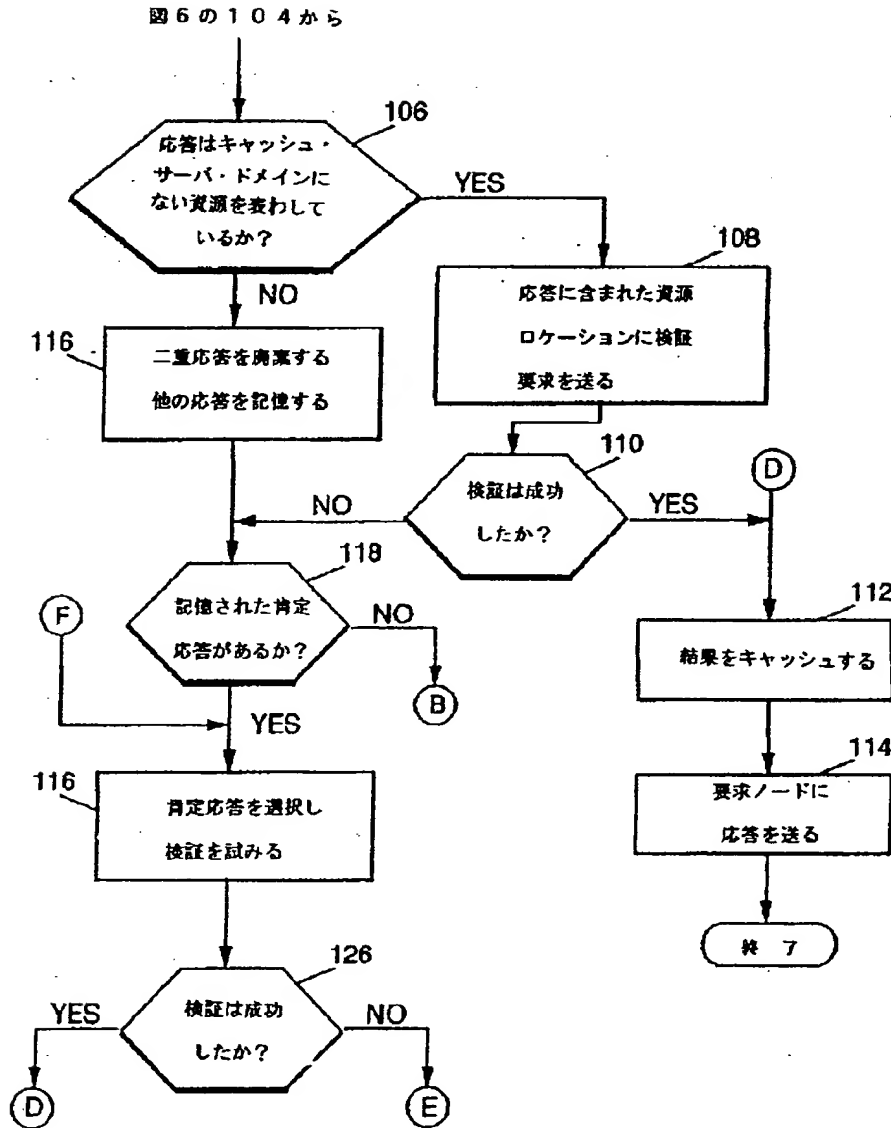 図6の104から
106
応答はキャッシュ・
サーバ・ドメインに
ない資源を表わして
いるか?
YES
NO
108
応答に含まれた資源
ロケーションに検証
要求を送る
116
二重応答を廃棄する
他の応答を記憶する
110
検証は成功
したか?
NO
YES
D
118
記憶された肯定
応答があるか?
NO
B
F
YES
112
結果をキャッシュする
114
要求ノードに
応答を送る
終了
116
肯定応答を選択し
検証を試みる
126
検証は成功
したか?
YES
NO
D
E